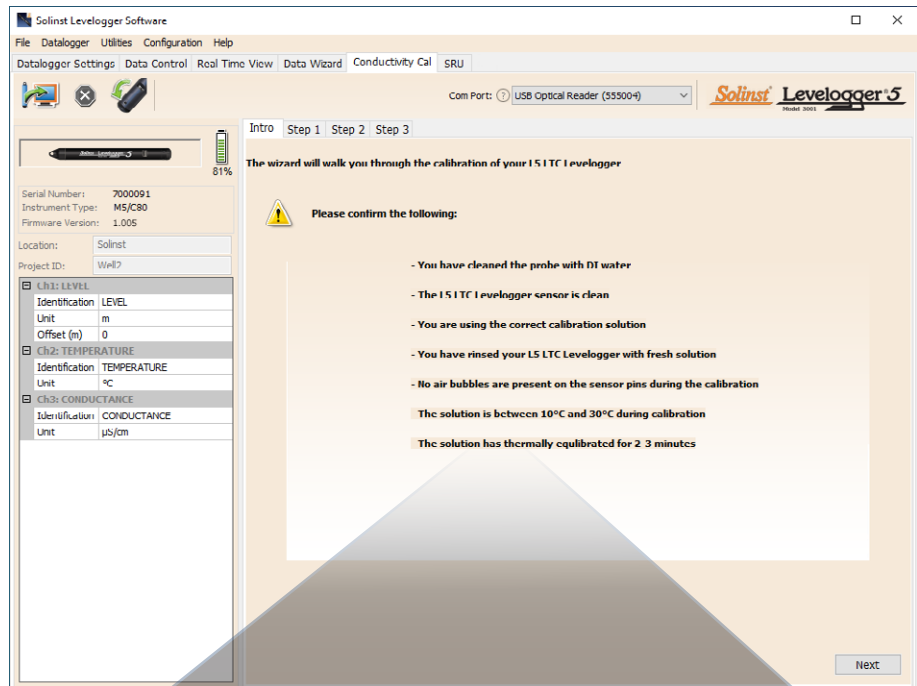 Solinst Levelogger Software
File Datalogger Utilities Configuration Help
Datalogger Settings Data Control Real Time View Data Wizard Conductivity Cal SRU
Com Port: ? USB Optical Reader (555004)
Solinst Levelogger 5
Model 3001
Intro Step 1 Step 2 Step 3
Levelogger 5
81%
The wizard will walk you through the calibration of your L5 LTC Levelogger
Serial Number: 7000091
Instrument Type: M5/C80
Firmware Version: 1.005
Please confirm the following:
Location: Solinst
Project ID: Well2
- You have cleaned the probe with DI water
- The L5 LTC Levelogger sensor is clean
- You are using the correct calibration solution
- You have rinsed your L5 LTC Levelogger with fresh solution
- No air bubbles are present on the sensor pins during the calibration
The solution is between 10°C and 30°C during calibration
The solution has thermally equlibrated for 2 3 minutes
Ch1: LEVEL
Identification LEVEL
Unit m
Offset (m) 0
Ch2: TEMPERATURE
Identification TEMPERATURE
Unit °C
Ch3: CONDUCTANCE
Identification CONDUCTANCE
Unit µS/cm
Next